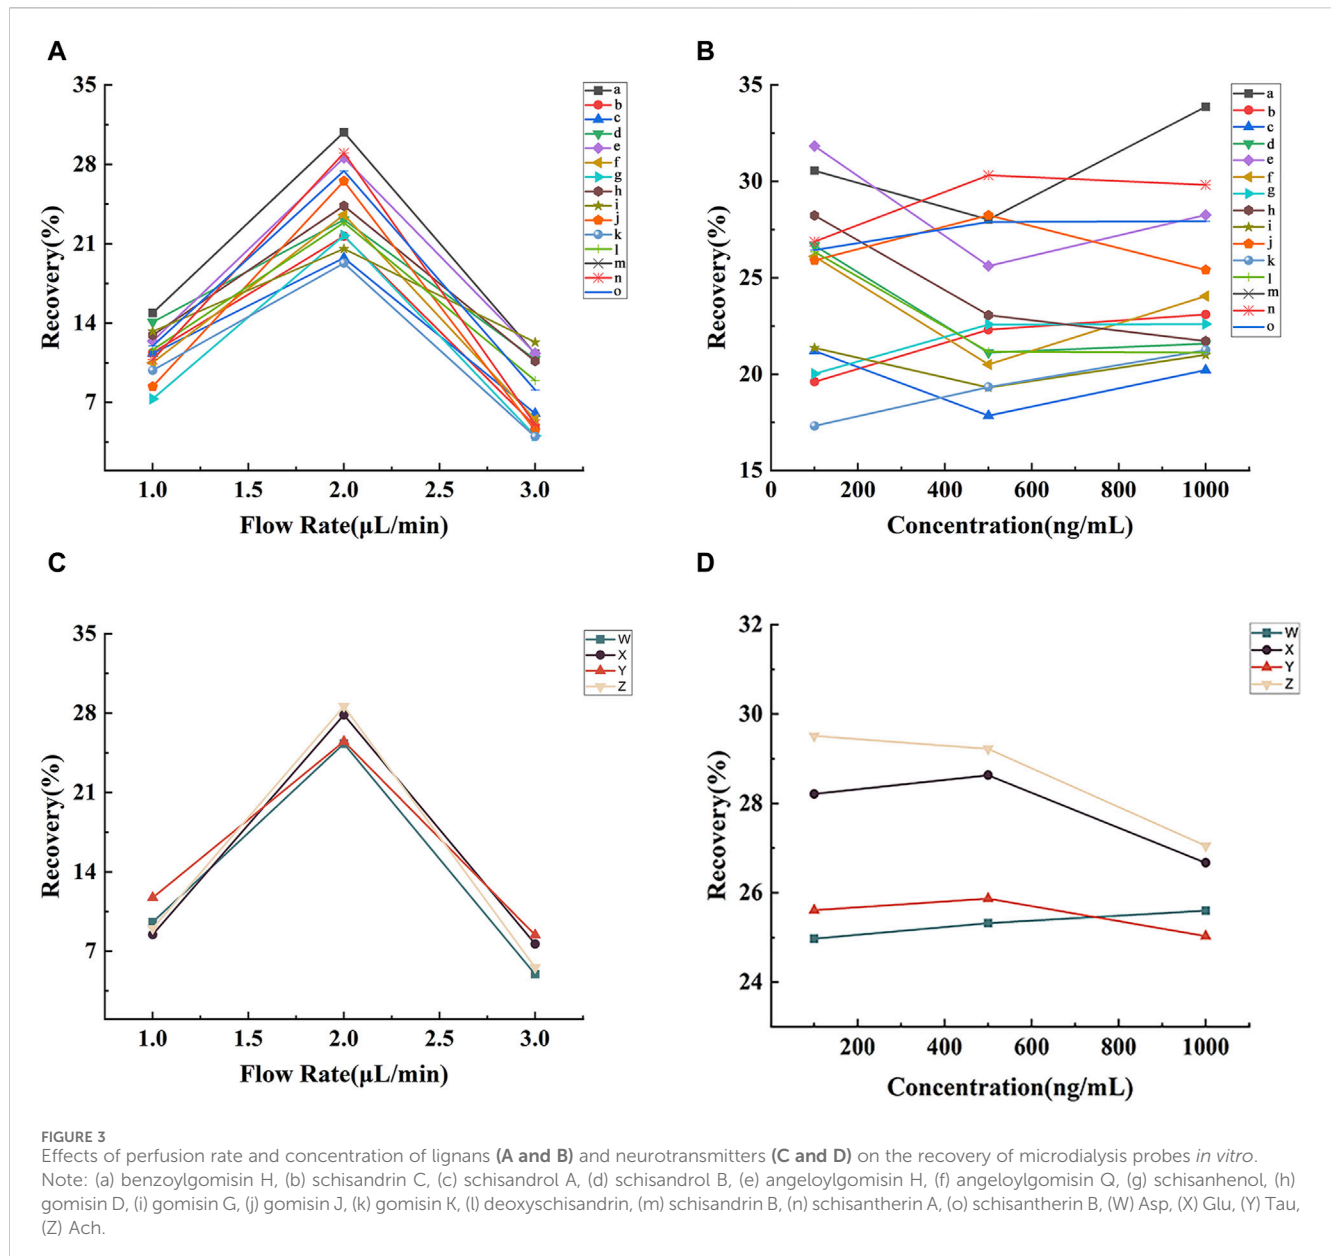 A
35
28
21
14
7
Recovery(%)
1.0 1.5 2.0 2.5 3.0
Flow Rate(μL/min)
a
b
c
d
e
f
g
h
i
j
k
l
m
n
o
B
35
30
25
20
15
Recovery(%)
0 200 400 600 800 1000
Concentration(ng/mL)
a
b
c
d
e
f
g
h
i
j
k
l
m
n
o
C
35
28
21
14
7
Recovery(%)
1.0 1.5 2.0 2.5 3.0
Flow Rate(μL/min)
W
X
Y
Z
D
32
30
28
26
24
Recovery(%)
200 400 600 800 1000
Concentration(ng/mL)
W
X
Y
Z
FIGURE 3
Effects of perfusion rate and concentration of lignans (A and B) and neurotransmitters (C and D) on the recovery of microdialysis probes in vitro.
Note: (a) benzoylgomisin H, (b) schisandrin C, (c) schisandrol A, (d) schisandrol B, (e) angeloylgomisin H, (f) angeloylgomisin Q, (g) schisanhenol, (h)
gomisin D, (i) gomisin G, (j) gomisin J, (k) gomisin K, (l) deoxyschisandrin, (m) schisandrin B, (n) schisantherin A, (o) schisantherin B, (W) Asp, (X) Glu, (Y) Tau,
(Z) Ach.